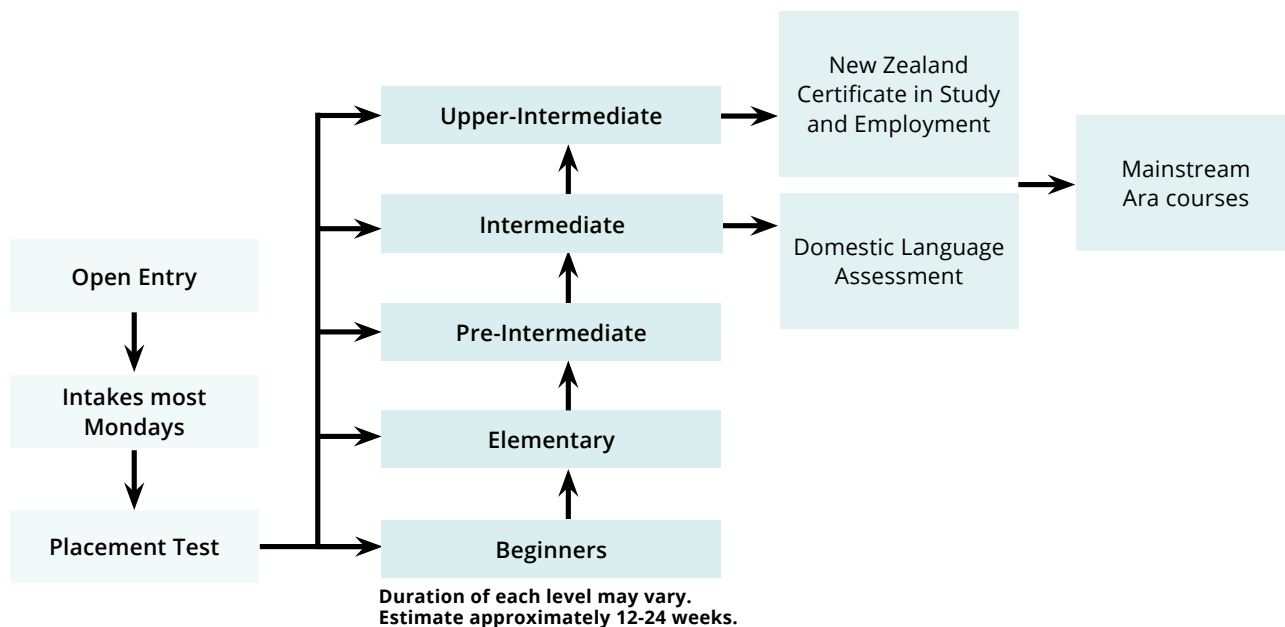 Open Entry
Intakes most
Mondays
Placement Test
Upper-Intermediate
Intermediate
Pre-Intermediate
Elementary
Beginners
Duration of each level may vary.
Estimate approximately 12-24 weeks.
New Zealand
Certificate in Study
and Employment
Domestic Language
Assessment
Mainstream
Ara courses